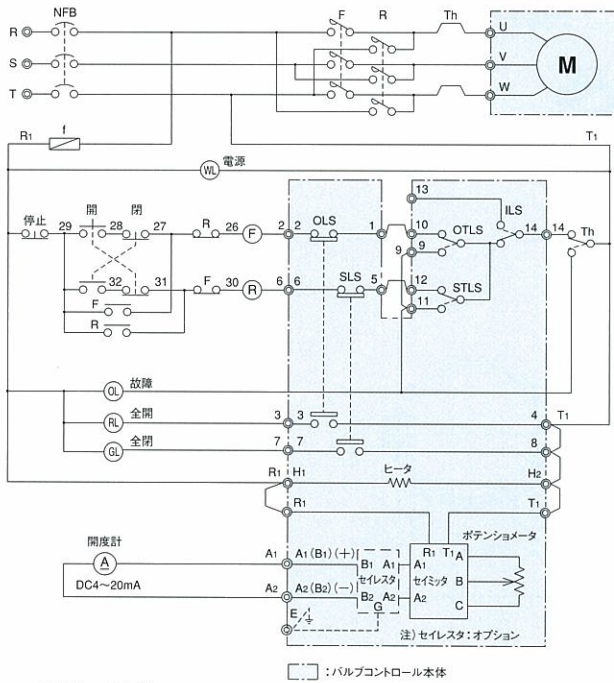 NFB F R Th
R U
S V M
T W
R1 f T1
WL 電源
13
停止 29 開 28 閉 27 R 26 F 2 2 OLS 1 10 OTLS ILS 14 14 Th
9 9
32 31 F 30 R 6 6 SLS 5 12 STLS
11
F
R
OL 故障
RL 全開 3 3 4 T1
GL 全閉 7 7 8
R1 H1 ヒータ H2
R1 T1
ポテンショメータ
開度計 R1 T1 A
A A1 A1(B1)(+) B1 A1 A1 B
DC4〜20mA セイレスタ セイミッタ
A2 A2(B2)(−) B2 A2 A2 C
E G
注)セイレスタ:オプション
:バルブコントロール本体